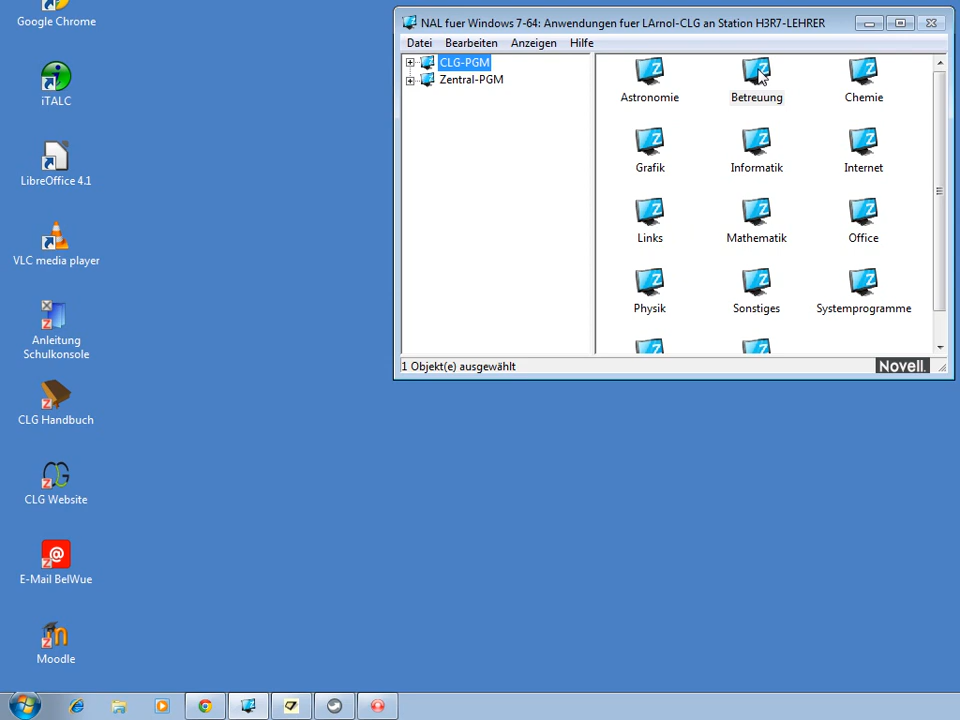 Google Chrome
iTALC
LibreOffice 4.1
VLC media player
Anleitung
Schulkonsole
CLG Handbuch
CLG Website
E-Mail BelWue
Moodle
NAL fuer Windows 7-64: Anwendungen fuer LArnol-CLG an Station H3R7-LEHRER
Datei Bearbeiten Anzeigen Hilfe
CLG-PGM
Zentral-PGM
Astronomie Betreuung Chemie
Grafik Informatik Internet
Links Mathematik Office
Physik Sonstiges Systemprogramme
1 Objekt(e) ausgewählt
Novell.